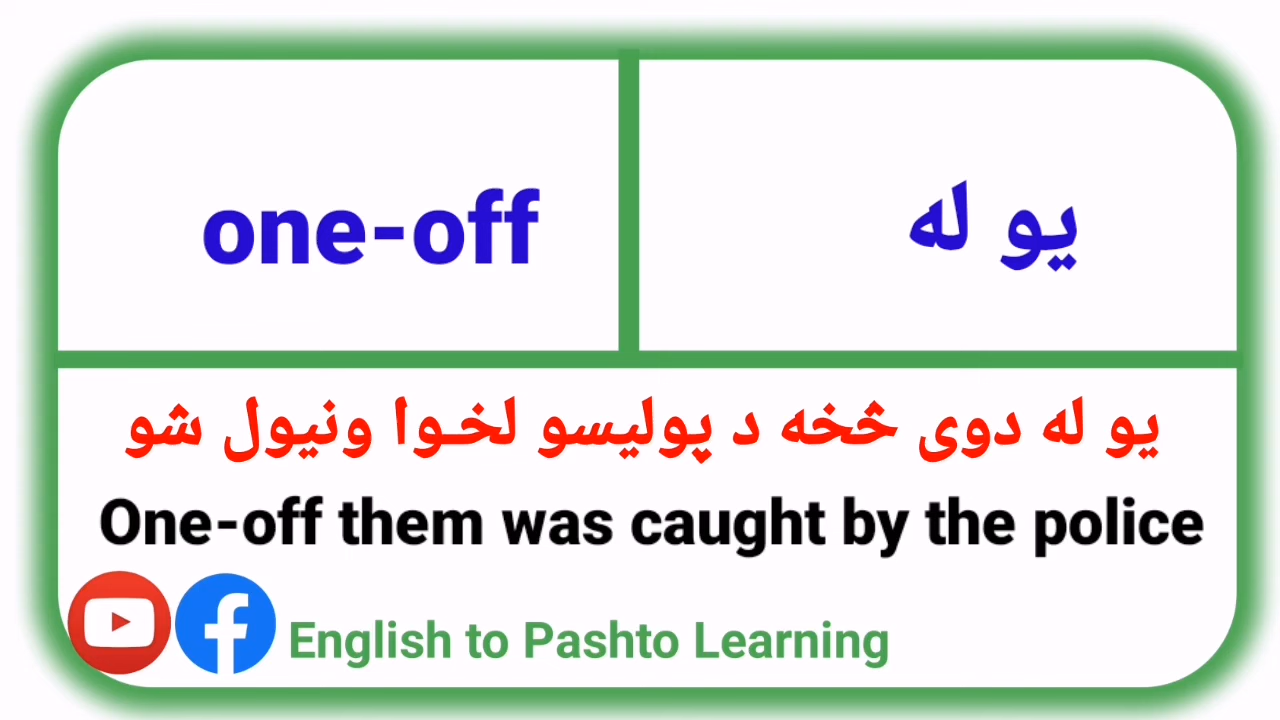 one-off
یو له
یو له دوی څخه د پولیسو لخـوا ونیول شو
One-off them was caught by the police
English to Pashto Learning